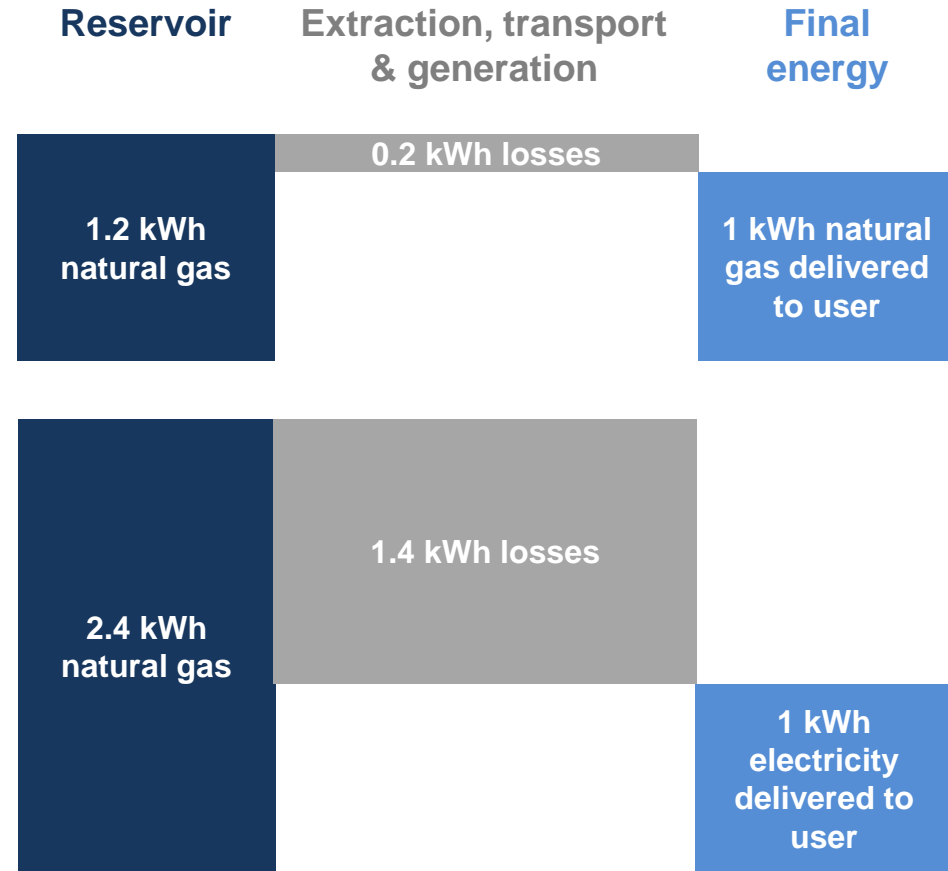 Reservoir
Extraction, transport
& generation
Final
energy
0.2 kWh losses
1.2 kWh
natural gas
1 kWh natural
gas delivered
to user
1.4 kWh losses
2.4 kWh
natural gas
1 kWh
electricity
delivered to
user